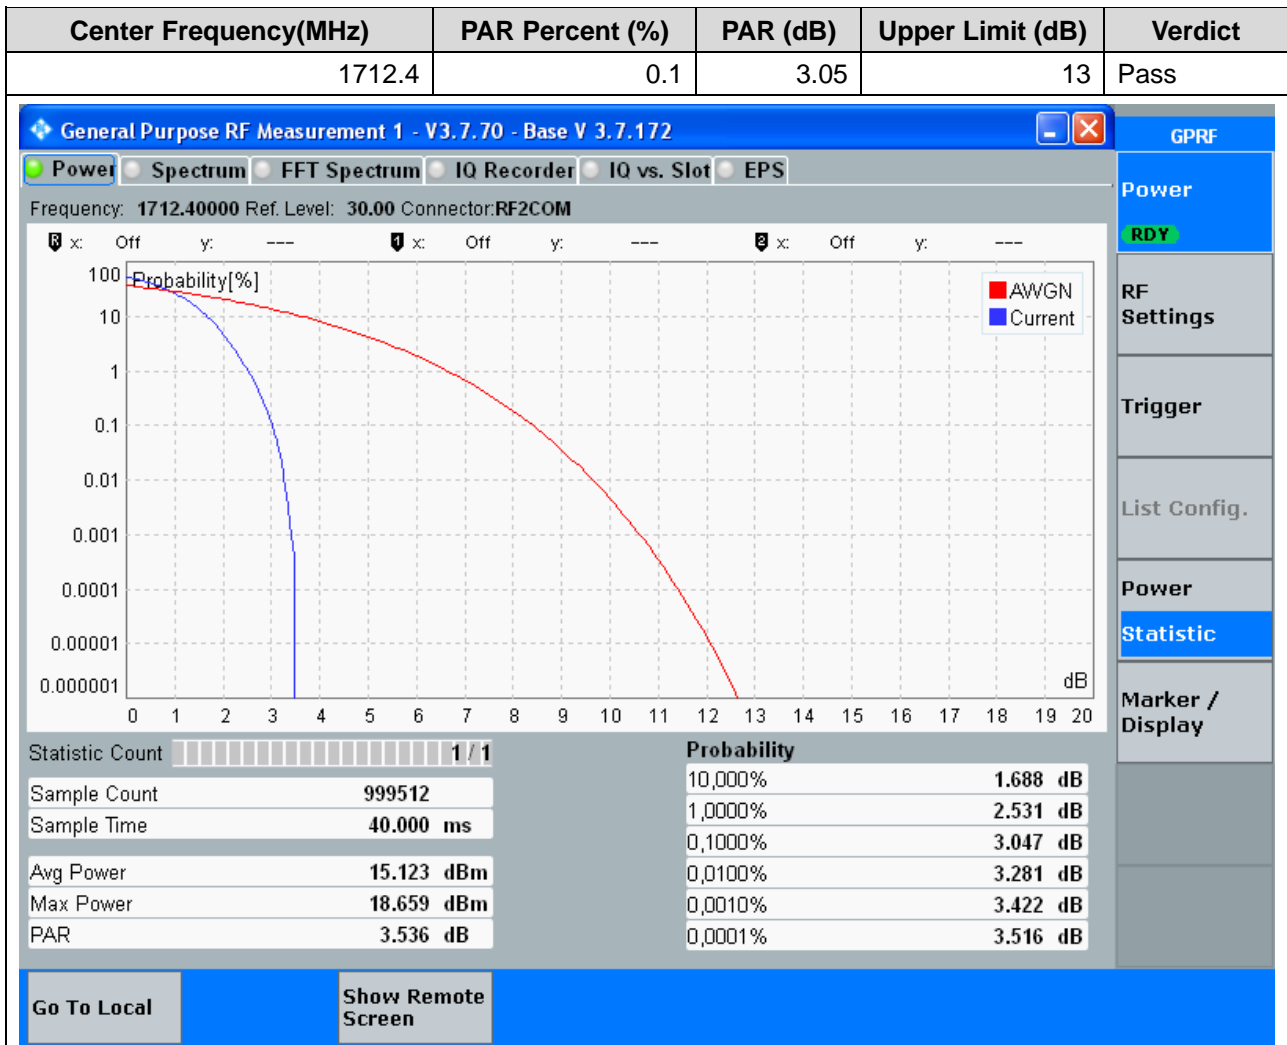 Center Frequency(MHz) PAR Percent (%) PAR (dB) Upper Limit (dB) Verdict
1712.4 0.1 3.05 13 Pass
General Purpose RF Measurement 1 - V3.7.70 - Base V 3.7.172
GPRF
Power Spectrum FFT Spectrum IQ Recorder IQ vs. Slot EPS
Power
RDY
Frequency: 1712.40000 Ref. Level: 30.00 Connector:RF2COM
R x: Off y: --- 1 x: Off y: --- 2 x: Off y: ---
Probability[%]
AWGN
Current
100
10
1
0.1
0.01
0.001
0.0001
0.00001
0.000001
dB
0 1 2 3 4 5 6 7 8 9 10 11 12 13 14 15 16 17 18 19 20
RF
Settings
Trigger
List Config.
Power
Statistic
Marker /
Display
Statistic Count 1 / 1
Sample Count 999512
Sample Time 40.000 ms
Avg Power 15.123 dBm
Max Power 18.659 dBm
PAR 3.536 dB
Probability
10,000% 1.688 dB
1,0000% 2.531 dB
0,1000% 3.047 dB
0,0100% 3.281 dB
0,0010% 3.422 dB
0,0001% 3.516 dB
Go To Local
Show Remote
Screen